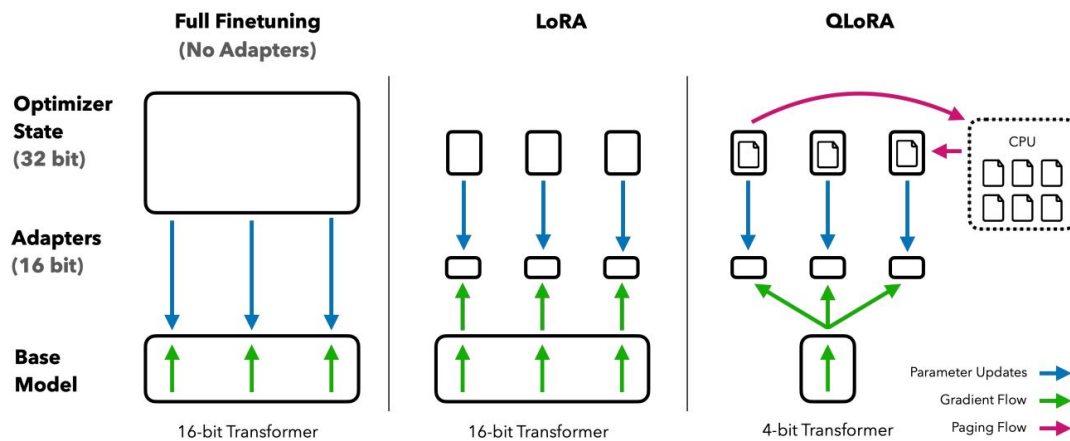 Full Finetuning
(No Adapters)
LoRA
QLoRA
Optimizer
State
(32 bit)
CPU
Adapters
(16 bit)
Base
Model
Parameter Updates
Gradient Flow
Paging Flow
16-bit Transformer
16-bit Transformer
4-bit Transformer